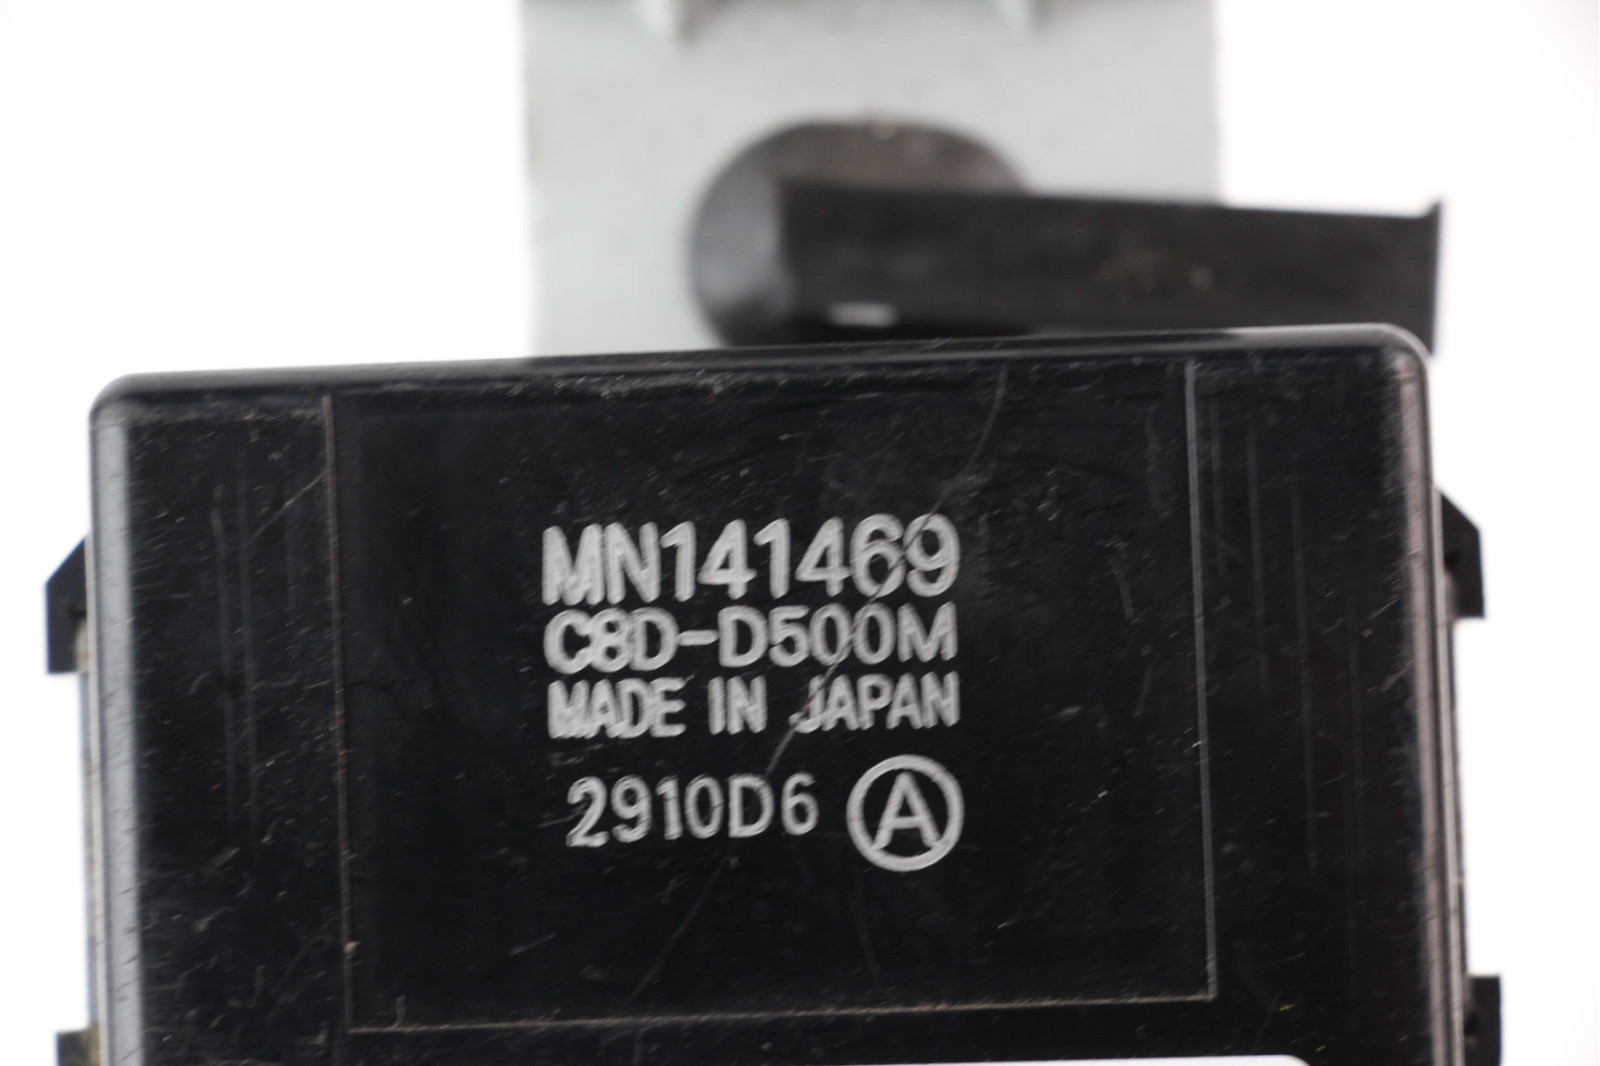 MN141469
C8D-D500M
MADE IN JAPAN
2910D6 A